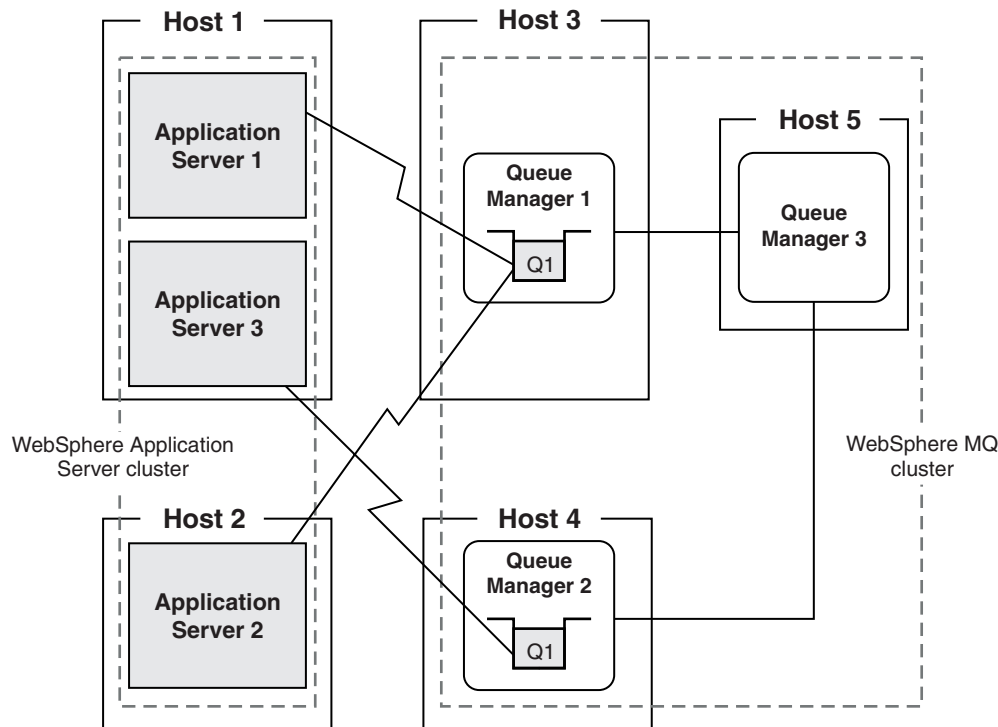 Host 1
Application
Server 1
Application
Server 3
WebSphere Application
Server cluster
Host 2
Application
Server 2
Host 3
Queue
Manager 1
Q1
Host 4
Queue
Manager 2
Q1
Host 5
Queue
Manager 3
WebSphere MQ
cluster